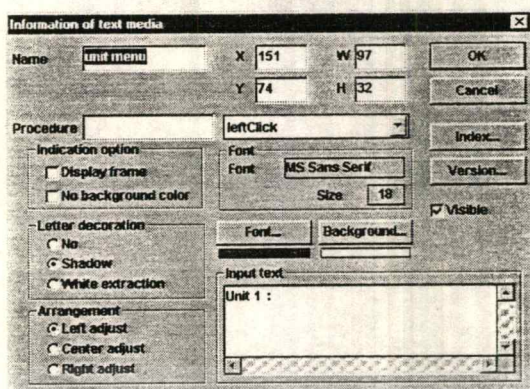 Information of text media
Name unit menu X 151 W 97 OK
Y 74 H 32 Cancel
Procedure leftClick Index...
Indication option
Display frame
No background color
Font
Font MS Sans Serif
Size 18
Version...
Visible
Letter decoration
No
Shadow
White extraction
Font... Background...
Arrangement
Left adjust
Center adjust
Right adjust
Input text
Unit 1 :